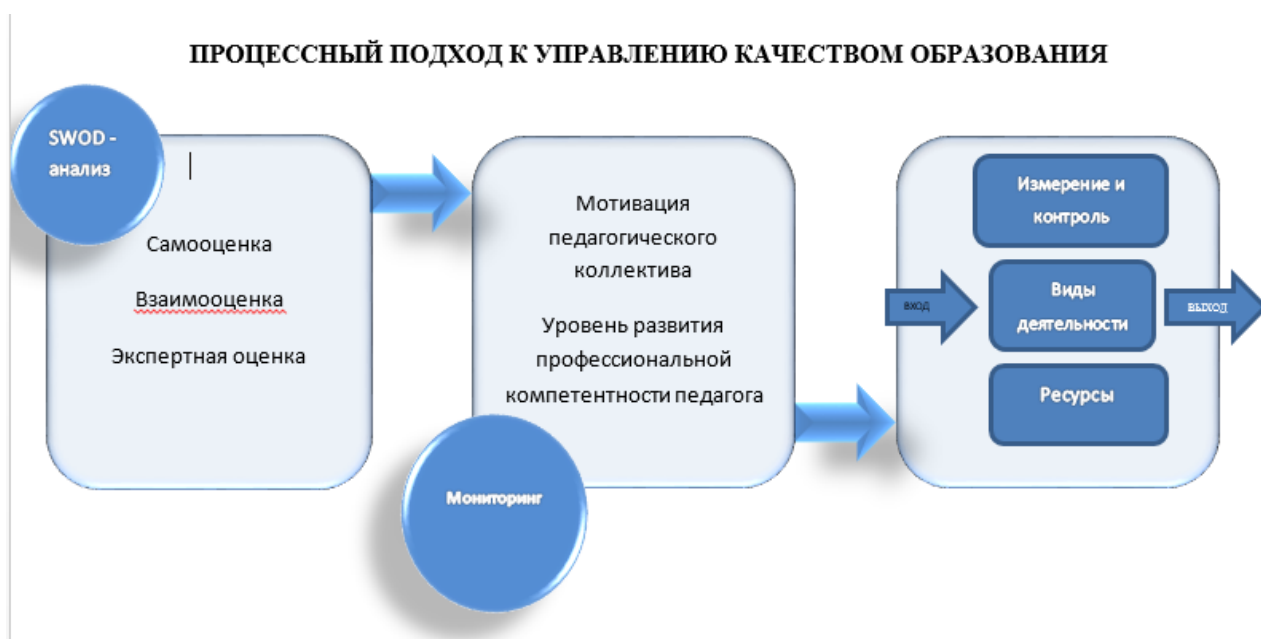 ПРОЦЕССНЫЙ ПОДХОД К УПРАВЛЕНИЮ КАЧЕСТВОМ ОБРАЗОВАНИЯ
SWOD -
анализ
Самооценка
Взаимооценка
Экспертная оценка
Мотивация
педагогического
коллектива
Уровень развития
профессиональной
компетентности педагога
Мониторинг
Измерение и
контроль
вход
Виды
деятельности
выход
Ресурсы